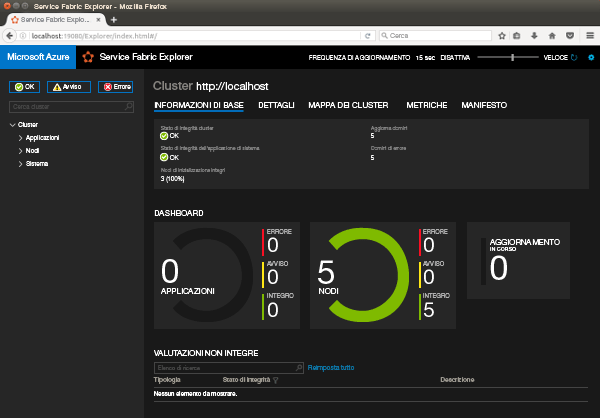 Service Fabric Explorer - Mozilla Firefox
Service Fabric Explo...
localhost:19080/Explorer/index.html#/
Cerca
Microsoft Azure
Service Fabric Explorer
FREQUENZA DI AGGIORNAMENTO 15 sec DISATTIVA VELOCE
OK
Avviso
Errore
Cerca cluster
Cluster
Applicazioni
Nodi
Sistema
Cluster http://localhost
INFORMAZIONI DI BASE
DETTAGLI
MAPPA DEI CLUSTER
METRICHE
MANIFESTO
Stato di integrità cluster
OK
Stato di integrità dell'applicazione di sistema
OK
Nodi di inizializzazione integri
3 (100%)
Aggiorna domini
5
Domini di errore
5
DASHBOARD
0
APPLICAZIONI
ERRORE
0
AVVISO
0
INTEGRO
0
5
NODI
ERRORE
0
AVVISO
0
INTEGRO
5
AGGIORNAMENTO
IN CORSO
0
VALUTAZIONI NON INTEGRE
Elenco di ricerca
Reimposta tutto
Tipologia
Stato di integrità
Descrizione
Nessun elemento da mostrare.